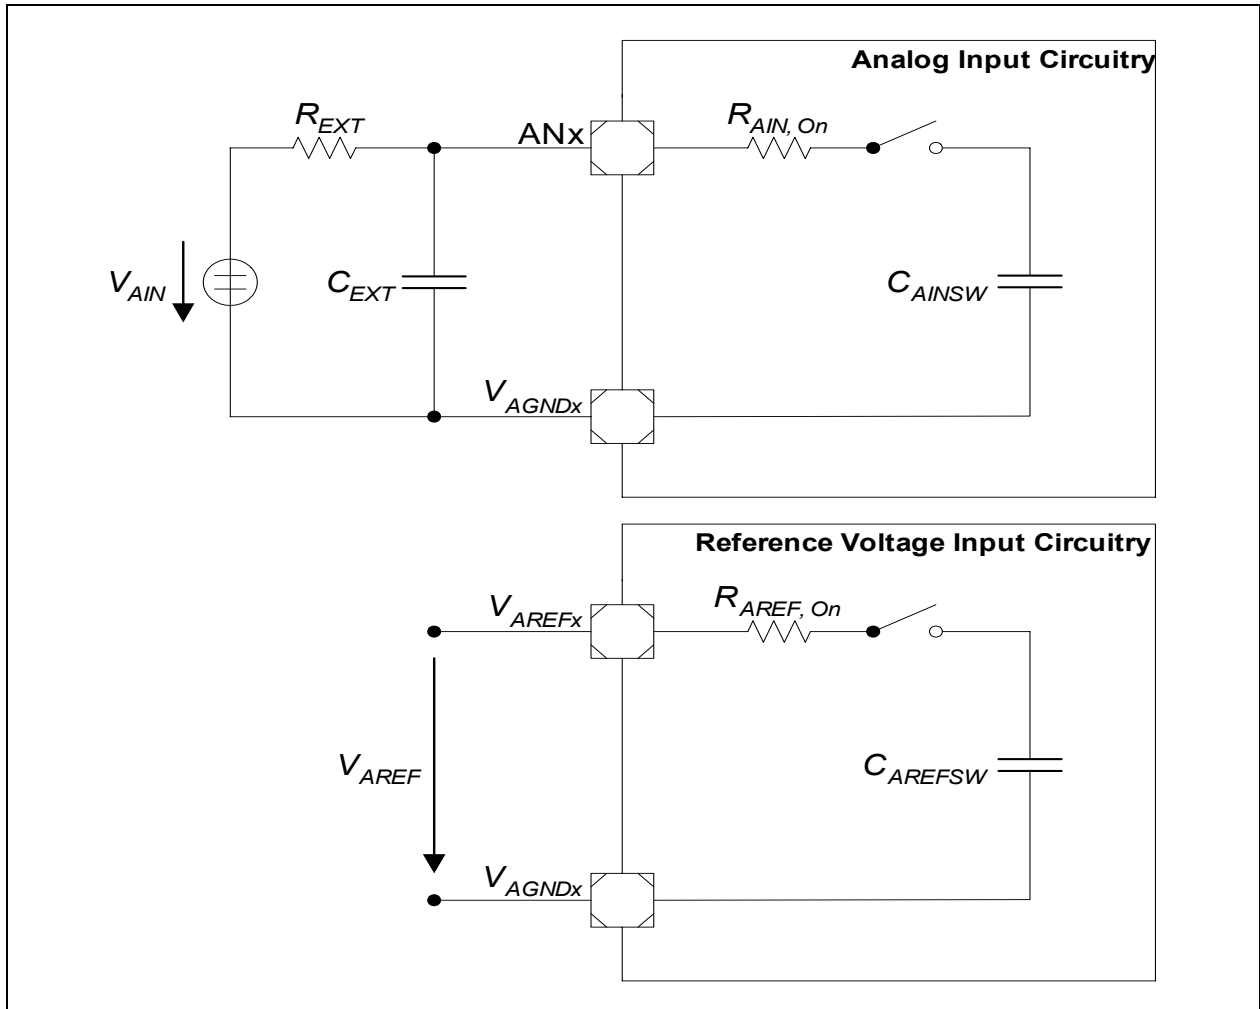 Analog Input Circuitry
R_EXT
ANx
R_AIN, On
V_AIN
C_EXT
C_AINSW
V_AGNDx
Reference Voltage Input Circuitry
V_AREFx
R_AREF, On
V_AREF
C_AREFSW
V_AGNDx